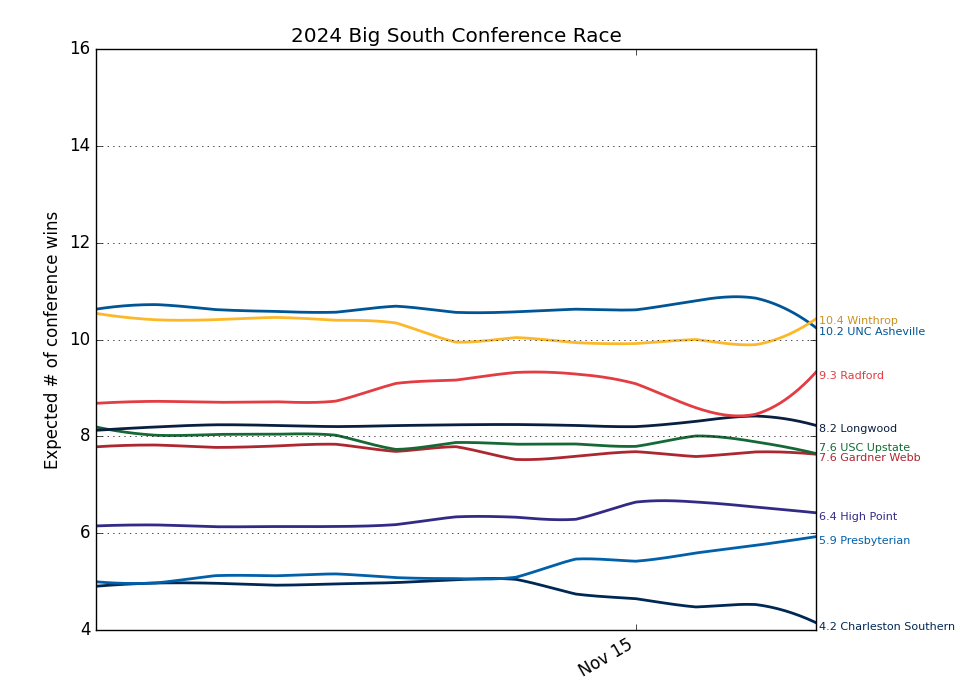 2024 Big South Conference Race
Expected # of conference wins
16
14
12
10
8
6
4
Nov 15
10.4 Winthrop
10.2 UNC Asheville
9.3 Radford
8.2 Longwood
7.6 USC Upstate
7.6 Gardner Webb
6.4 High Point
5.9 Presbyterian
4.2 Charleston Southern